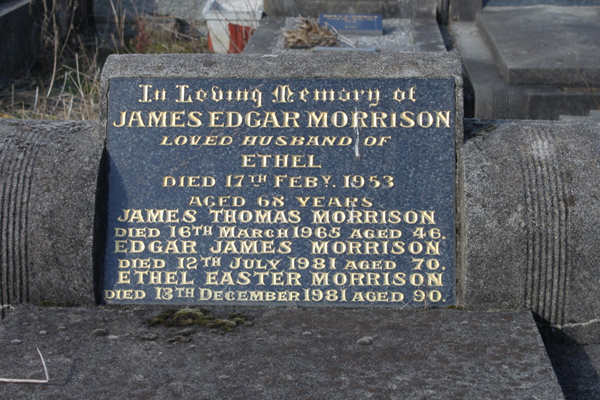 In Loving Memory of
JAMES EDGAR MORRISON
LOVED HUSBAND OF
ETHEL
DIED 17TH FEBY. 1953
AGED 68 YEARS
JAMES THOMAS MORRISON
DIED 16TH MARCH 1965 AGED 46.
EDGAR JAMES MORRISON
DIED 12TH JULY 1981 AGED 70.
ETHEL EASTER MORRISON
DIED 13TH DECEMBER 1981 AGED 90.